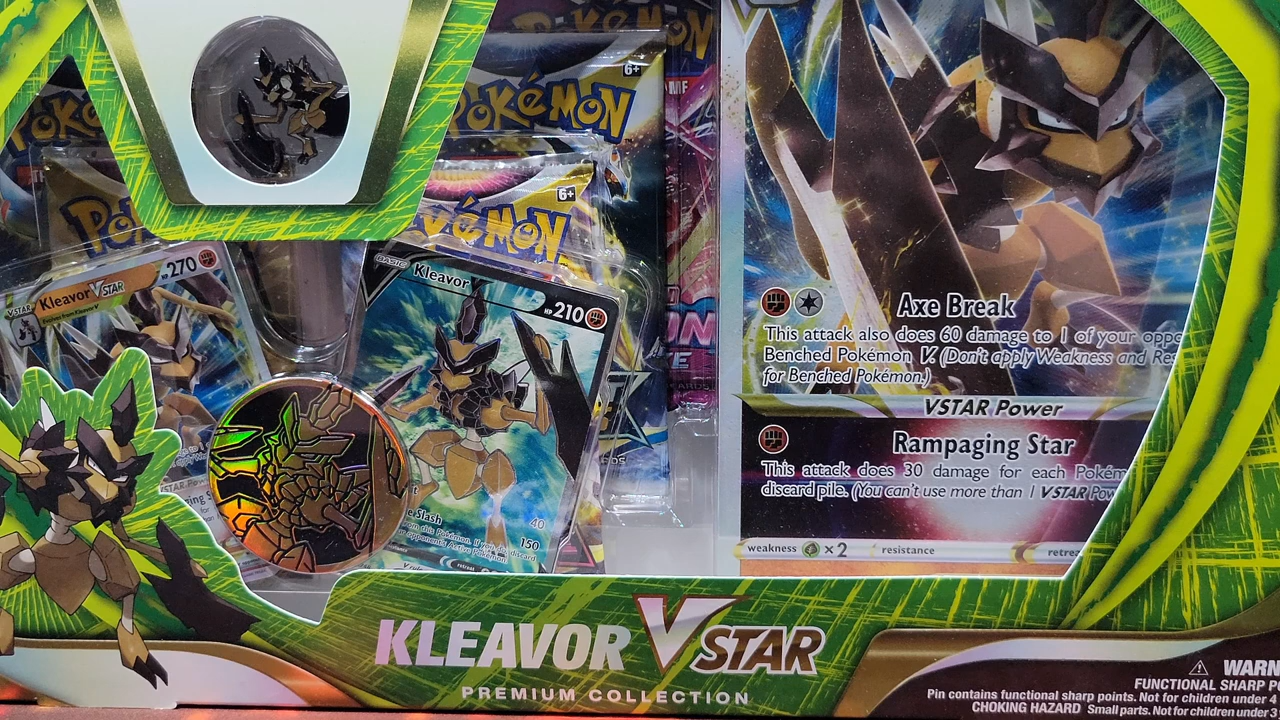 6+
POKéMON
6+
POKéMON
VSTAR
Kleavor VSTAR
HP 270
BASIC
Kleavor
HP 210
Slash
40
150
Axe Break
This attack also does 60 damage to 1 of your oppo
Benched Pokémon V. (Don't apply Weakness and Res
for Benched Pokémon.)
VSTAR Power
Rampaging Star
This attack does 30 damage for each Pokém
discard pile. (You can't use more than 1 VSTAR Pow
weakness ×2 resistance retrea
KLEAVOR VSTAR
PREMIUM COLLECTION
WARN
FUNCTIONAL SHARP PO
Pin contains functional sharp points. Not for children under 4
CHOKING HAZARD Small parts. Not for children under 3